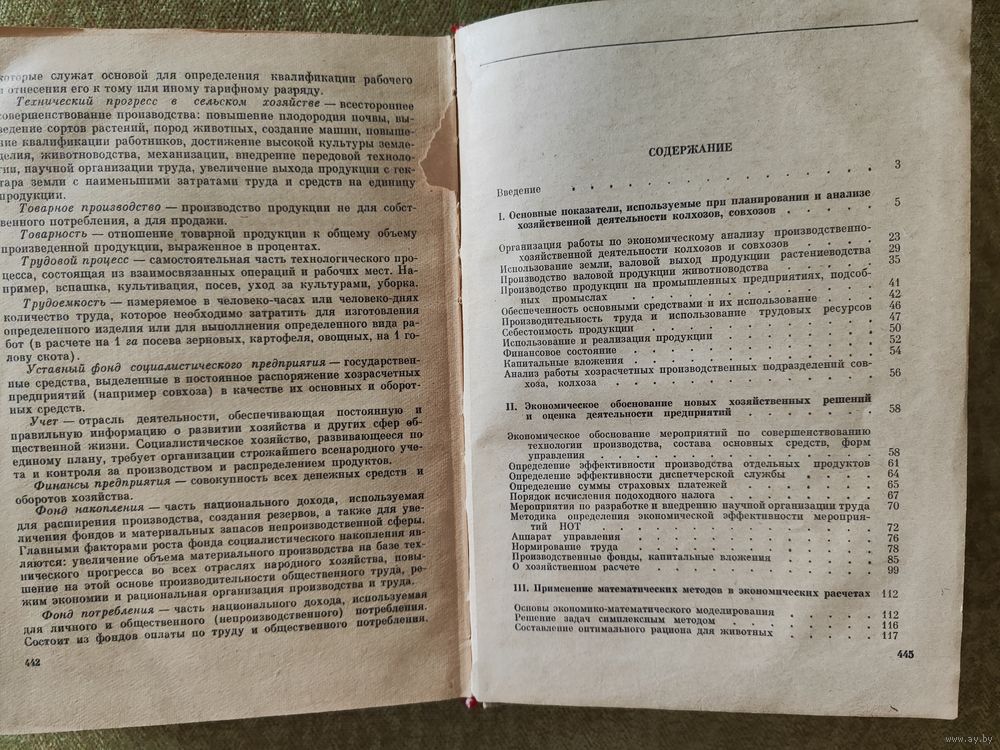 которые служат основой для определения квалификации рабочего
и отнесения его к тому или иному тарифному разряду.
Технический прогресс в сельском хозяйстве — всестороннее
совершенствование производства: повышение плодородия почвы, вы-
ведение сортов растений, пород животных, создание машин, повыше-
ние квалификации работников, достижение высокой культуры земле-
делия, животноводства, механизации, внедрение передовой техноло-
гии, научной организации труда, увеличение выхода продукции с гек-
тара земли с наименьшими затратами труда и средств на единицу
продукции.
Товарное производство — производство продукции не для собст-
венного потребления, а для продажи.
Товарность — отношение товарной продукции к общему объему
произведенной продукции, выраженное в процентах.
Трудовой процесс — самостоятельная часть технологического про-
цесса, состоящая из взаимосвязанных операций и рабочих мест. На-
пример, вспашка, культивация, посев, уход за культурами, уборка.
Трудоемкость — измеряемое в человеко-часах или человеко-днях
количество труда, которое необходимо затратить для изготовления
определенного изделия или для выполнения определенного вида ра-
бот (в расчете на 1 га посева зерновых, картофеля, овощных, на 1 го-
лову скота).
Уставный фонд социалистического предприятия — государствен-
ные средства, выделенные в постоянное распоряжение хозрасчетных
предприятий (например совхоза) в качестве их основных и оборот-
ных средств.
Учет — отрасль деятельности, обеспечивающая постоянную и
правильную информацию о развитии хозяйства и других сфер об-
щественной жизни. Социалистическое хозяйство, развивающееся по
единому плану, требует организации строжайшего всенародного уче-
та и контроля за производством и распределением продуктов.
Финансы предприятия — совокупность всех денежных средств и
оборотов хозяйства.
Фонд накопления — часть национального дохода, используемая
для расширения производства, создания резервов, а также для уве-
личения фондов и материальных запасов непроизводственной сферы.
Главными факторами роста фонда социалистического накопления яв-
ляются: увеличение объема материального производства на базе тех-
нического прогресса во всех отраслях народного хозяйства, повы-
шение на этой основе производительности общественного труда, ре-
жим экономии и рациональная организация производства и труда.
Фонд потребления — часть национального дохода, используемая
для личного и общественного (непроизводственного) потребления.
Состоит из фондов оплаты по труду и общественного потребления.
442
СОДЕРЖАНИЕ
Введение . . . . . . . . . . . . . 3
I. Основные показатели, используемые при планировании и анализе
хозяйственной деятельности колхозов, совхозов . . . . . . 5
Организация работы по экономическому анализу производственно-
хозяйственной деятельности колхозов и совхозов . . . . . 23
Использование земли, валовой выход продукции растениеводства 29
Производство валовой продукции животноводства . . . . . 35
Производство продукции на промышленных предприятиях, подсоб-
ных промыслах . . . . . . . . . . . 41
Обеспеченность основными средствами и их использование . . . 42
Производительность труда и использование трудовых ресурсов 46
Себестоимость продукции . . . . . . . . . 47
Использование и реализация продукции . . . . . . . 50
Финансовое состояние . . . . . . . . . . 52
Капитальные вложения . . . . . . . . . . 54
Анализ работы хозрасчетных производственных подразделений сов-
хоза, колхоза . . . . . . . . . . . 56
II. Экономическое обоснование новых хозяйственных решений
и оценка деятельности предприятий . . . . . . . 58
Экономическое обоснование мероприятий по совершенствованию
технологии производства, состава основных средств, форм
управления . . . . . . . . . . . 58
Определение эффективности производства отдельных продуктов 61
Определение эффективности диспетчерской службы . . . . 64
Определение суммы страховых платежей . . . . . . . 65
Порядок исчисления подоходного налога . . . . . . . 67
Мероприятия по разработке и внедрению научной организации труда 70
Методика определения экономической эффективности мероприя-
тий НОТ . . . . . . . . . . . 72
Аппарат управления . . . . . . . . . . 76
Нормирование труда . . . . . . . . . . 78
Производственные фонды, капитальные вложения . . . . . 85
О хозяйственном расчете . . . . . . . . . 99
III. Применение математических методов в экономических расчетах 112
Основы экономико-математического моделирования . . . . . 112
Решение задач симплексным методом . . . . . . . 116
Составление оптимального рациона для животных . . . . . 117
445
www.ay.by